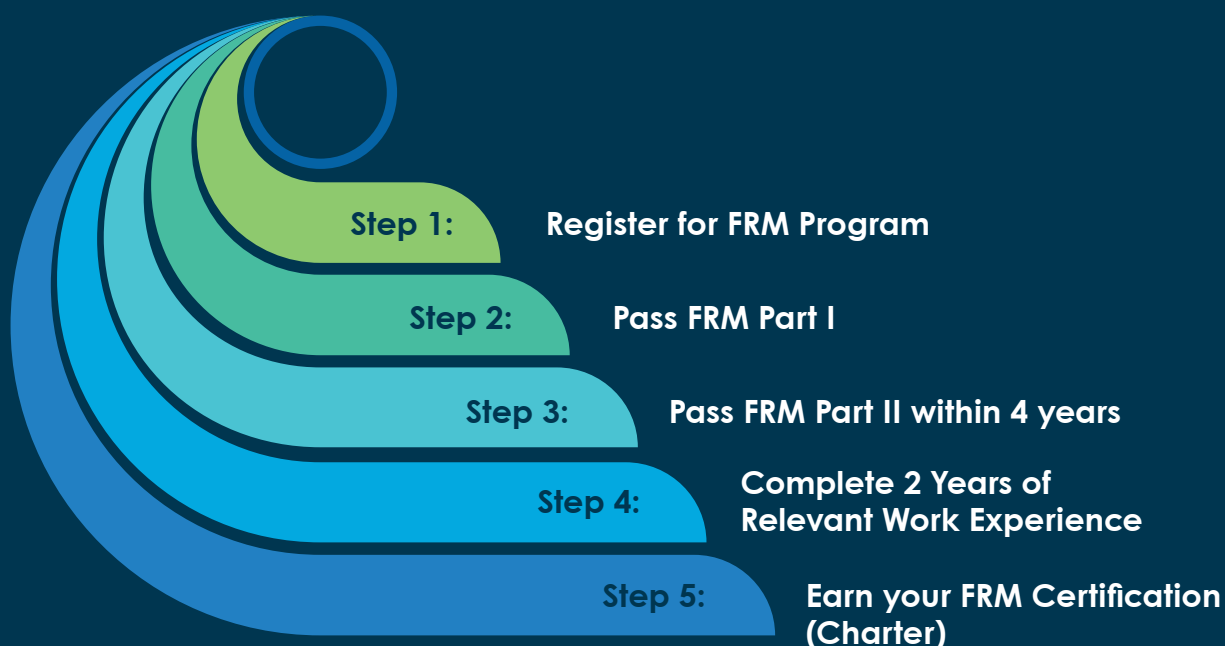 Step 1: Register for FRM Program
Step 2: Pass FRM Part I
Step 3: Pass FRM Part II within 4 years
Step 4: Complete 2 Years of
Relevant Work Experience
Step 5: Earn your FRM Certification
(Charter)